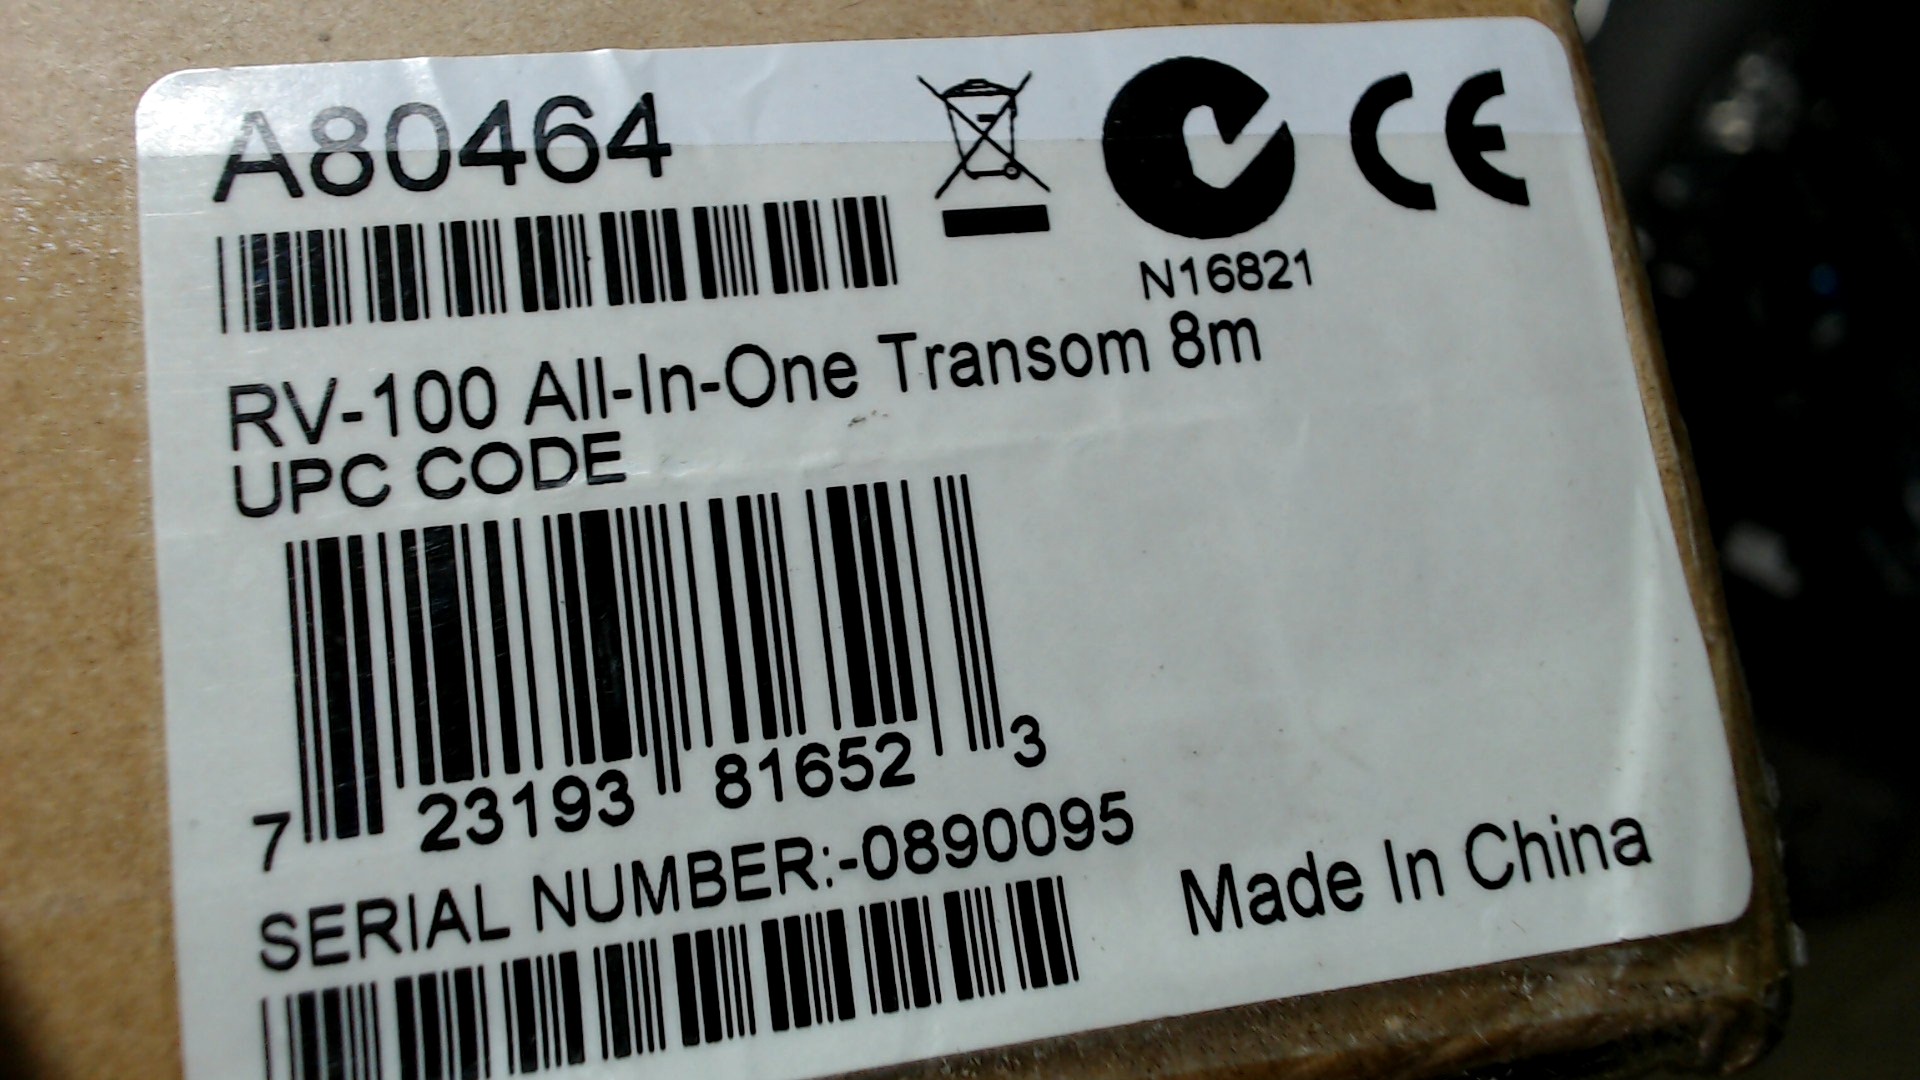 A80464
CE
N16821
RV-100 All-In-One Transom 8m
UPC CODE
7 23193 81652 3
SERIAL NUMBER:-0890095
Made In China